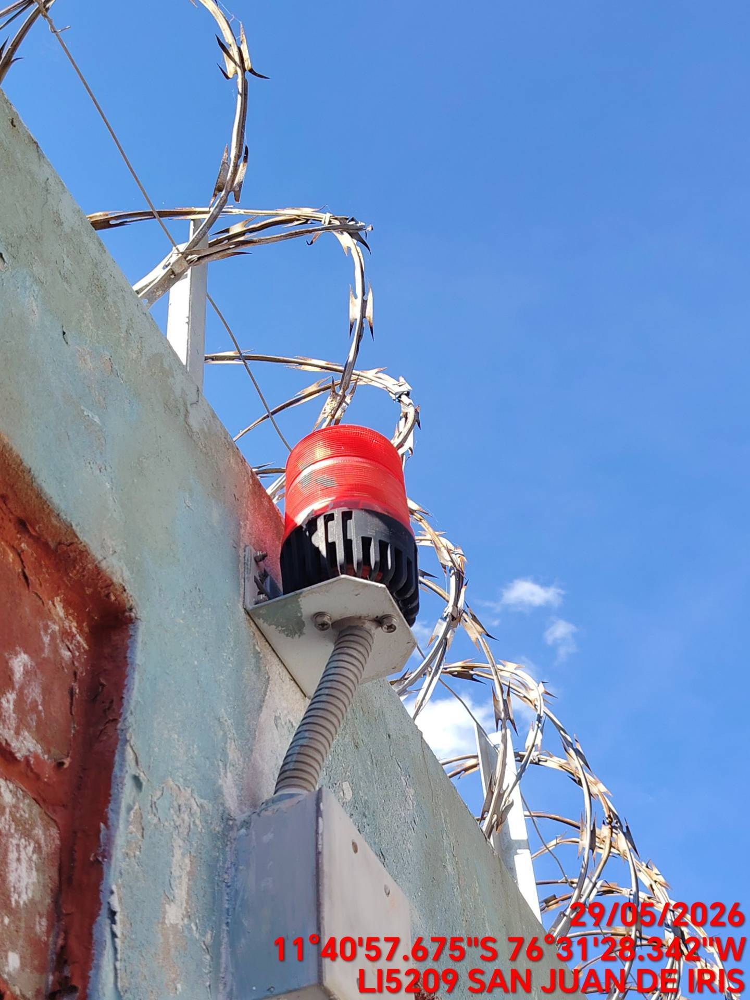 29/05/2026
11°40'57.675"S 76°31'28.342"W
LI5209 SAN JUAN DE IRIS